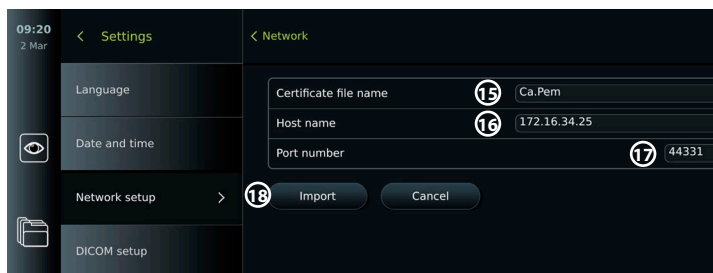 09:20
2 Mar
< Settings
< Network
Language
Date and time
Network setup >
DICOM setup
Certificate file name 15 Ca.Pem
Host name 16 172.16.34.25
Port number 17 44331
18 Import Cancel